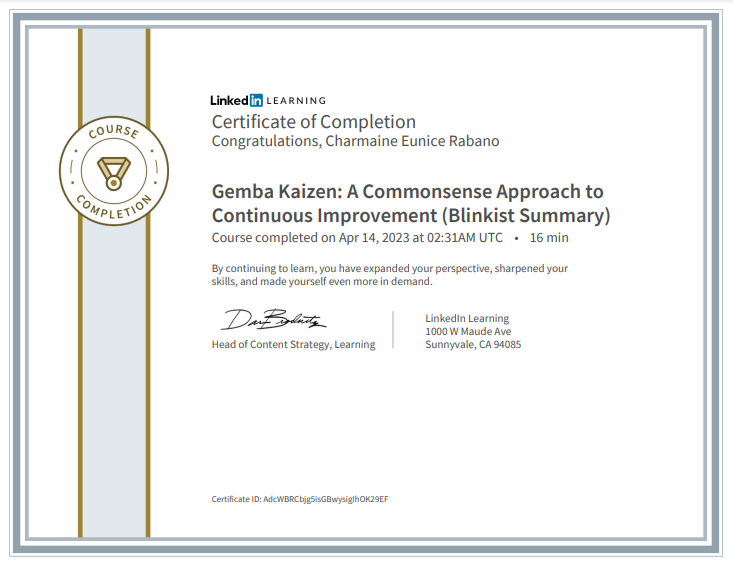 COURSE
COMPLETION
Linked in LEARNING
Certificate of Completion
Congratulations, Charmaine Eunice Rabano
Gemba Kaizen: A Commonsense Approach to
Continuous Improvement (Blinkist Summary)
Course completed on Apr 14, 2023 at 02:31AM UTC • 16 min
By continuing to learn, you have expanded your perspective, sharpened your
skills, and made yourself even more in demand.
Head of Content Strategy, Learning
LinkedIn Learning
1000 W Maude Ave
Sunnyvale, CA 94085
Certificate ID: AdcWBRCbjg5isGBwysigIhOK29EF